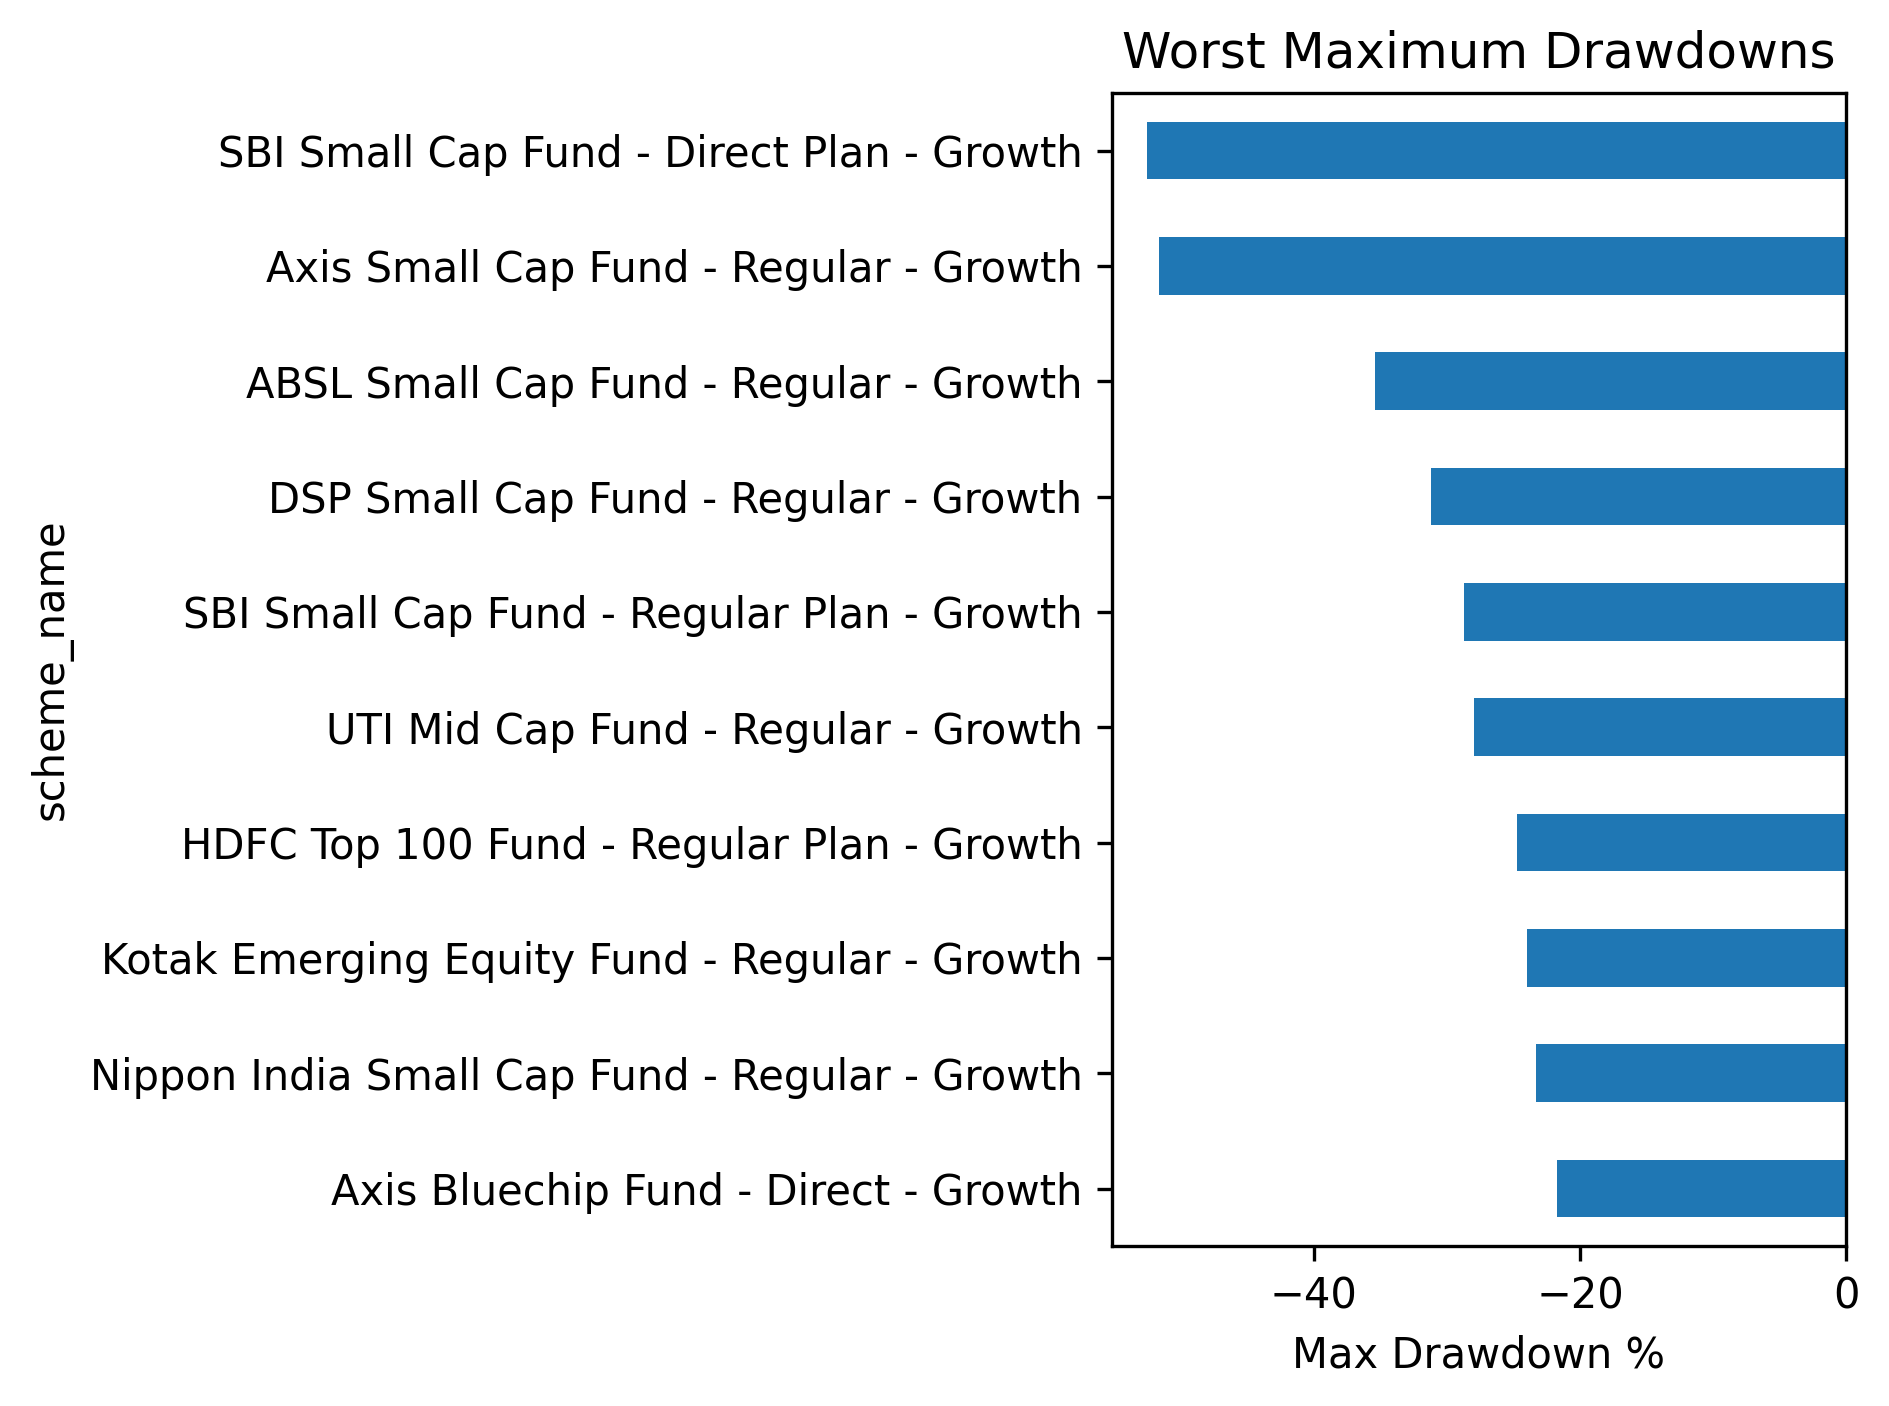 Worst Maximum Drawdowns
SBI Small Cap Fund - Direct Plan - Growth
Axis Small Cap Fund - Regular - Growth
ABSL Small Cap Fund - Regular - Growth
DSP Small Cap Fund - Regular - Growth
SBI Small Cap Fund - Regular Plan - Growth
UTI Mid Cap Fund - Regular - Growth
HDFC Top 100 Fund - Regular Plan - Growth
Kotak Emerging Equity Fund - Regular - Growth
Nippon India Small Cap Fund - Regular - Growth
Axis Bluechip Fund - Direct - Growth
scheme_name
−40 −20 0
Max Drawdown %